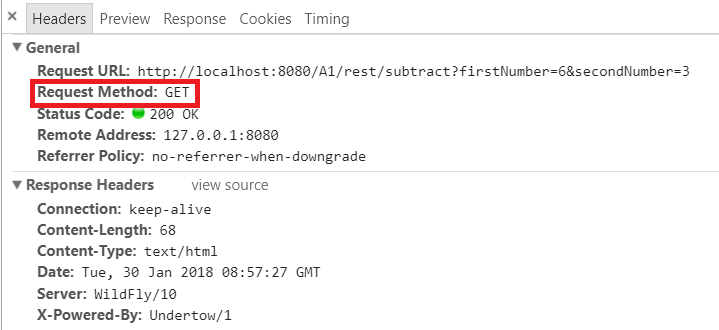 × Headers Preview Response Cookies Timing
▼ General
Request URL: http://localhost:8080/A1/rest/subtract?firstNumber=6&secondNumber=3
Request Method: GET
Status Code: 200 OK
Remote Address: 127.0.0.1:8080
Referrer Policy: no-referrer-when-downgrade
▼ Response Headers view source
Connection: keep-alive
Content-Length: 68
Content-Type: text/html
Date: Tue, 30 Jan 2018 08:57:27 GMT
Server: WildFly/10
X-Powered-By: Undertow/1